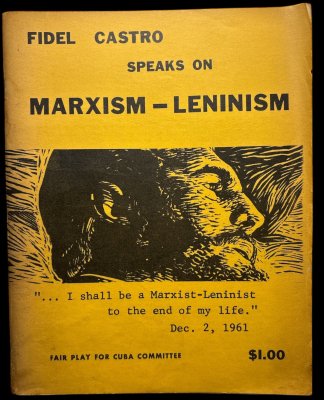 FIDEL CASTRO
SPEAKS ON
MARXISM — LENINISM
"... I shall be a Marxist-Leninist
to the end of my life."
Dec. 2, 1961
FAIR PLAY FOR CUBA COMMITTEE
$1.00